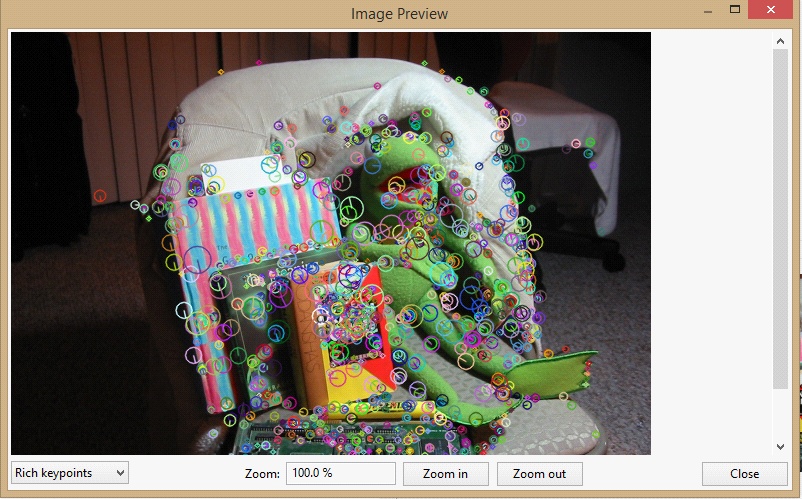 Image Preview
Rich keypoints
Zoom:
100.0 %
Zoom in
Zoom out
Close